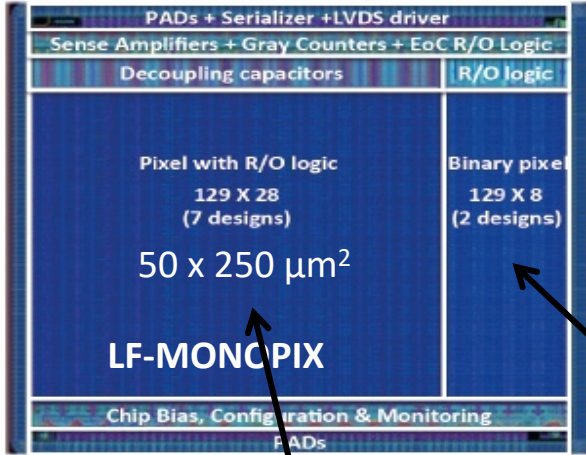 PADs + Serializer +LVDS driver
Sense Amplifiers + Gray Counters + EoC R/O Logic
Decoupling capacitors R/O logic
Pixel with R/O logic Binary pixel
129 X 28 129 X 8
(7 designs) (2 designs)
50 x 250 µm²
LF-MONOPIX
Chip Bias, Configuration & Monitoring
PADs